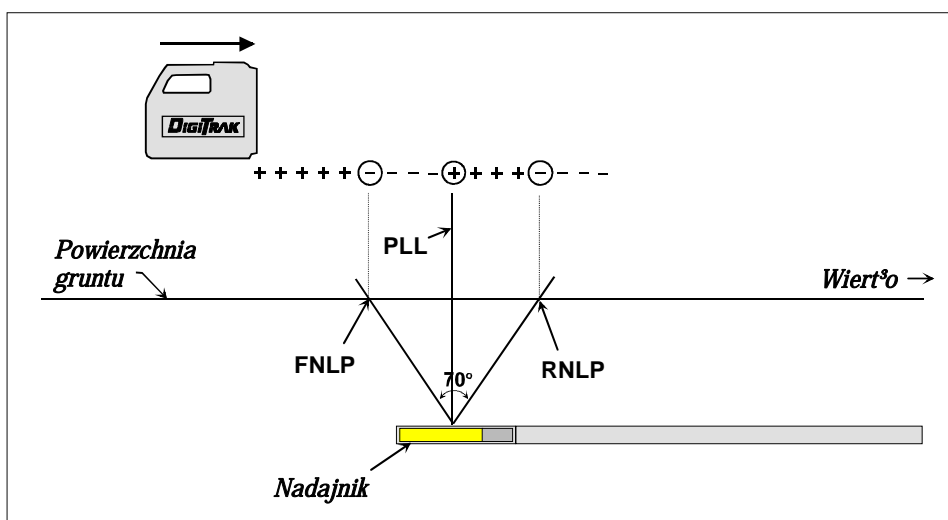 DIGITRAK
+ + + + + - - - - + + + + + - - - -
PLL
Powierzchnia
gruntu
Wiert³o
FNLP
RNLP
70°
Nadajnik